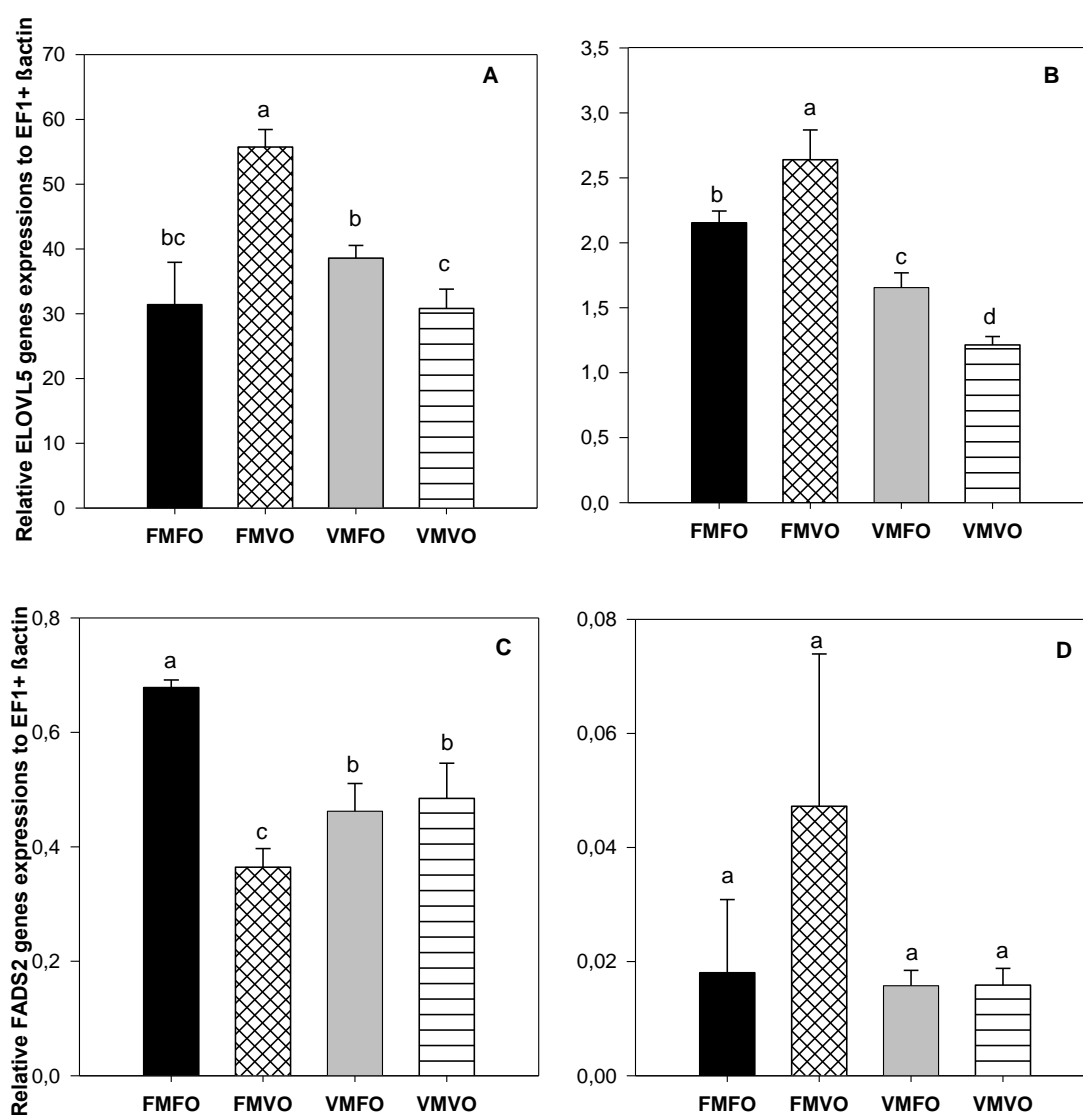 Relative ELOVL5 genes expressions to EF1+ ßactin
70
60
50
40
30
20
10
0
A
bc
a
b
c
FMFO FMVO VMFO VMVO
3,5
3,0
2,5
2,0
1,5
1,0
0,5
0,0
B
b
a
c
d
FMFO FMVO VMFO VMVO
Relative FADS2 genes expressions to EF1+ ßactin
0,8
0,6
0,4
0,2
0,0
C
a
c
b
b
FMFO FMVO VMFO VMVO
0,08
0,06
0,04
0,02
0,00
D
a
a
a
a
FMFO FMVO VMFO VMVO